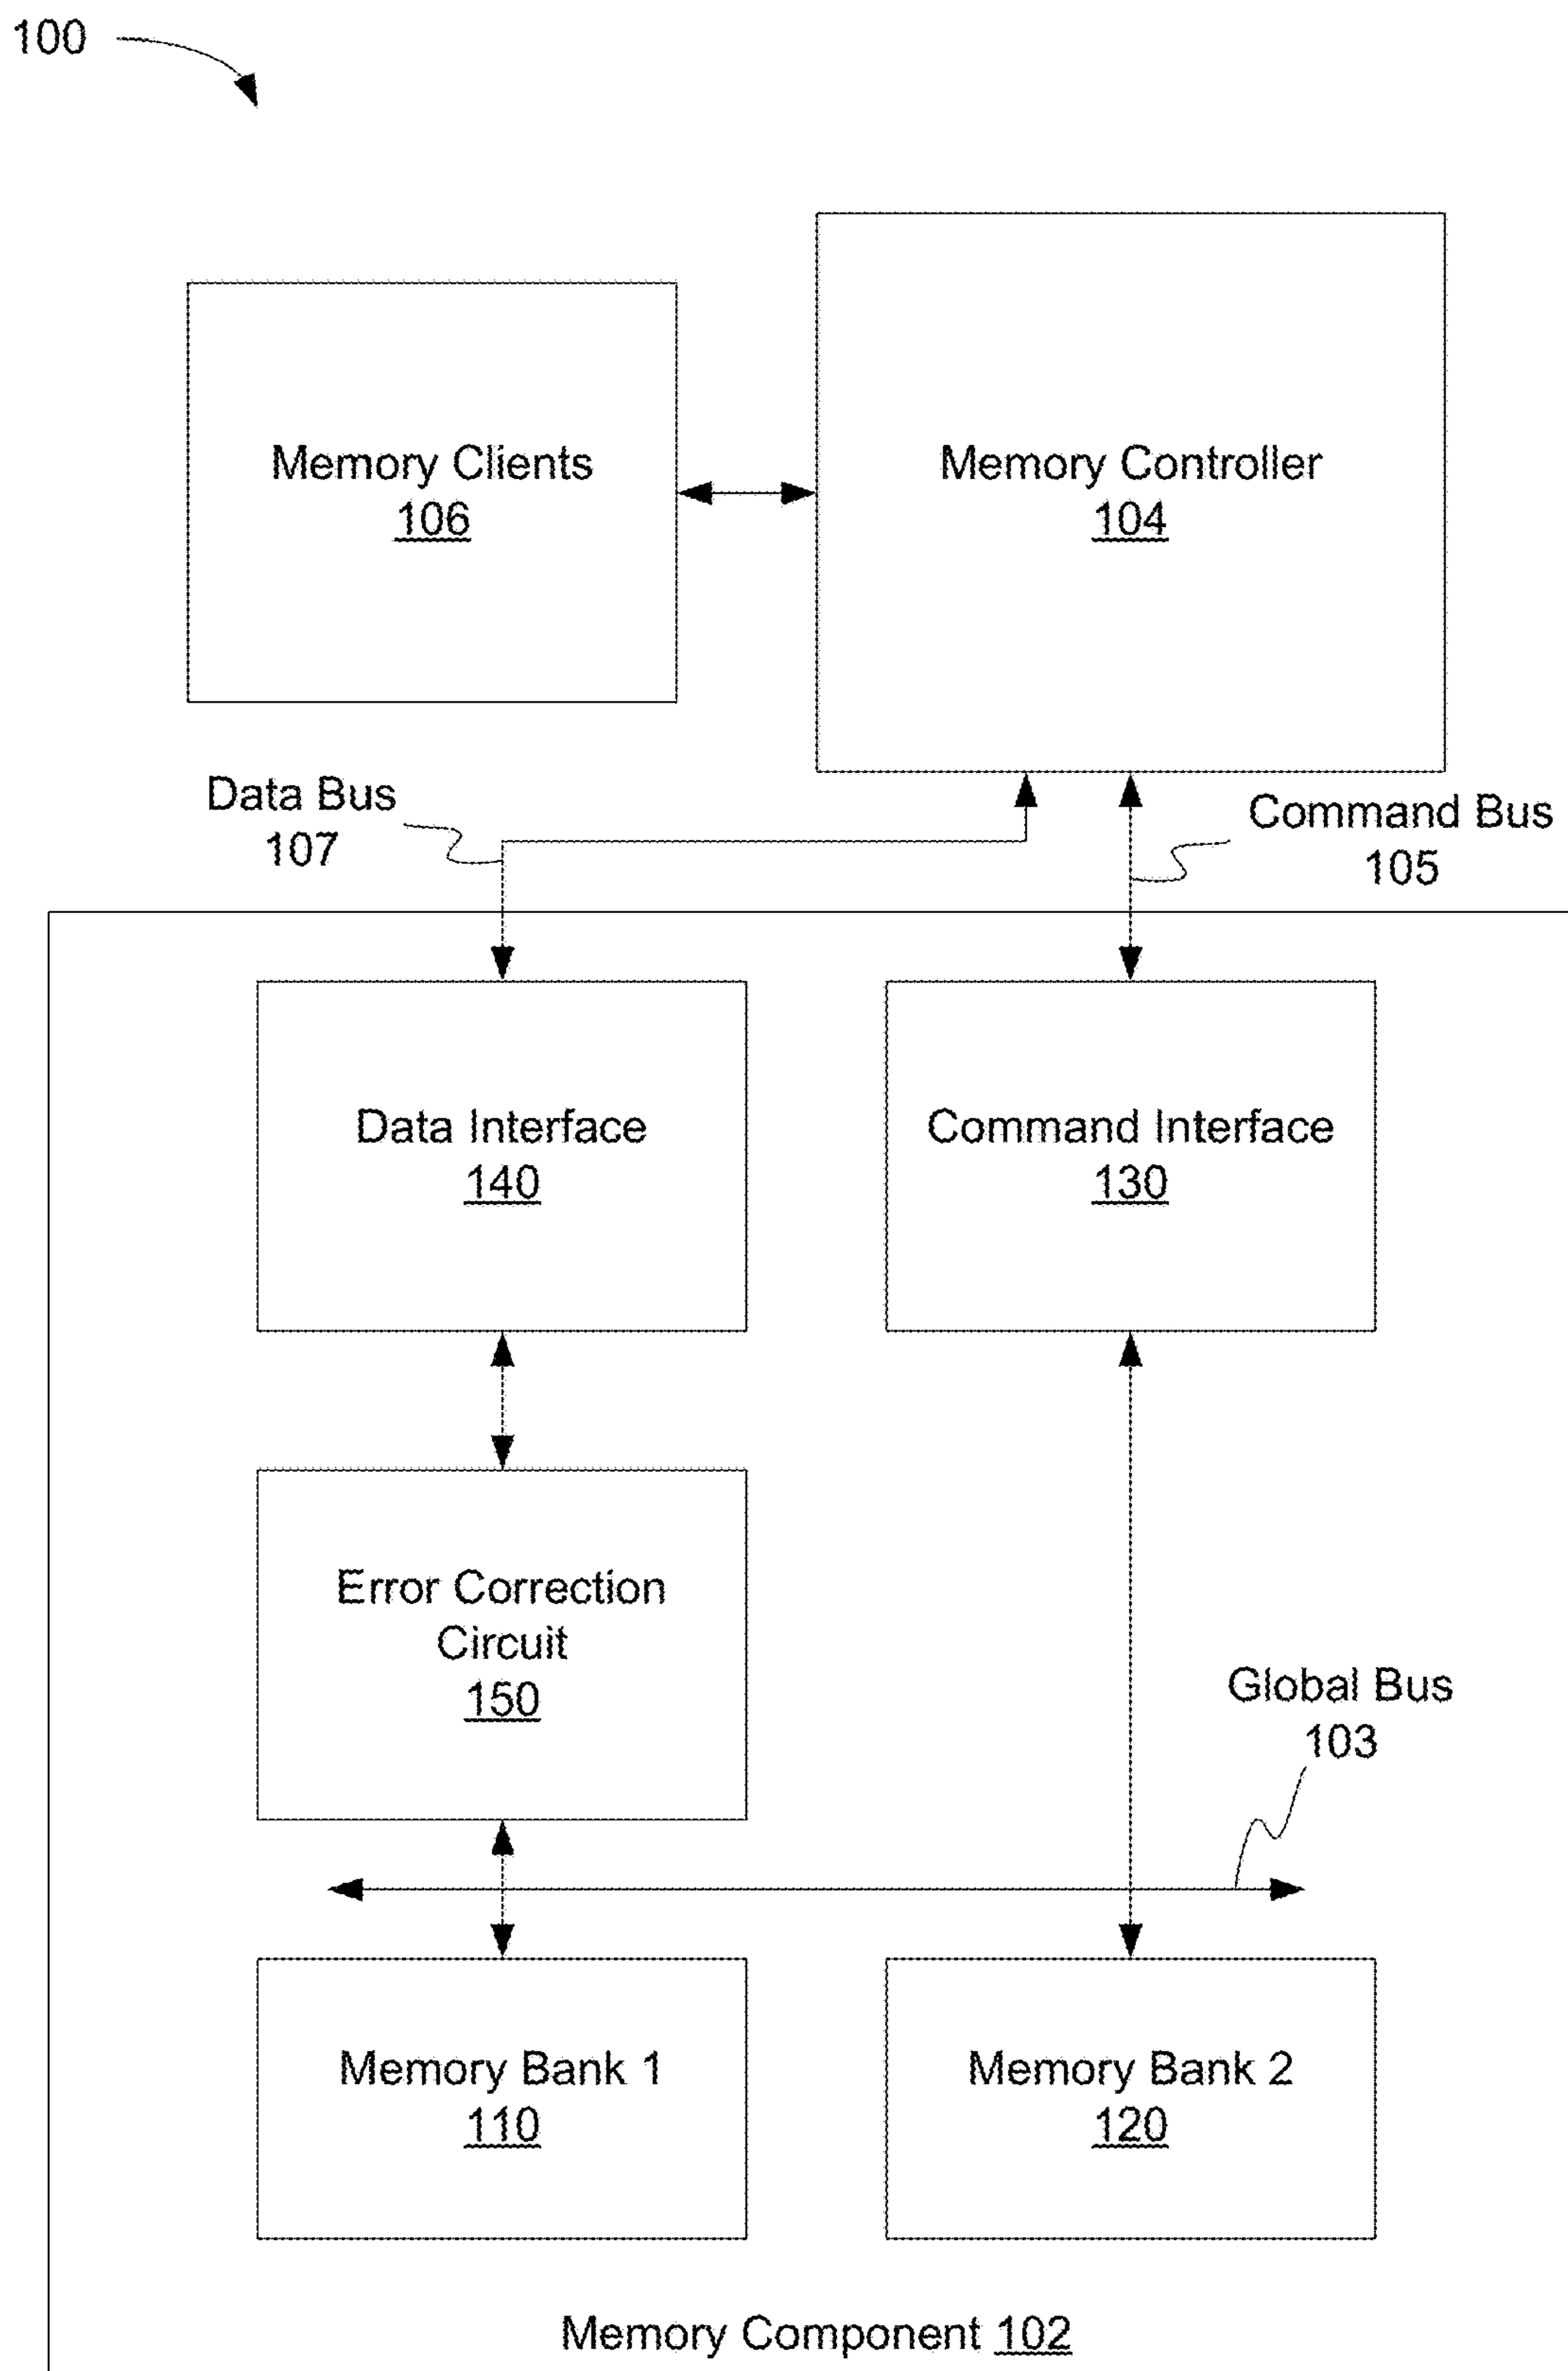 100
Memory Clients
106
Memory Controller
104
Data Bus
107
Command Bus
105
Data Interface
140
Command Interface
130
Error Correction
Circuit
150
Global Bus
103
Memory Bank 1
110
Memory Bank 2
120
Memory Component 102